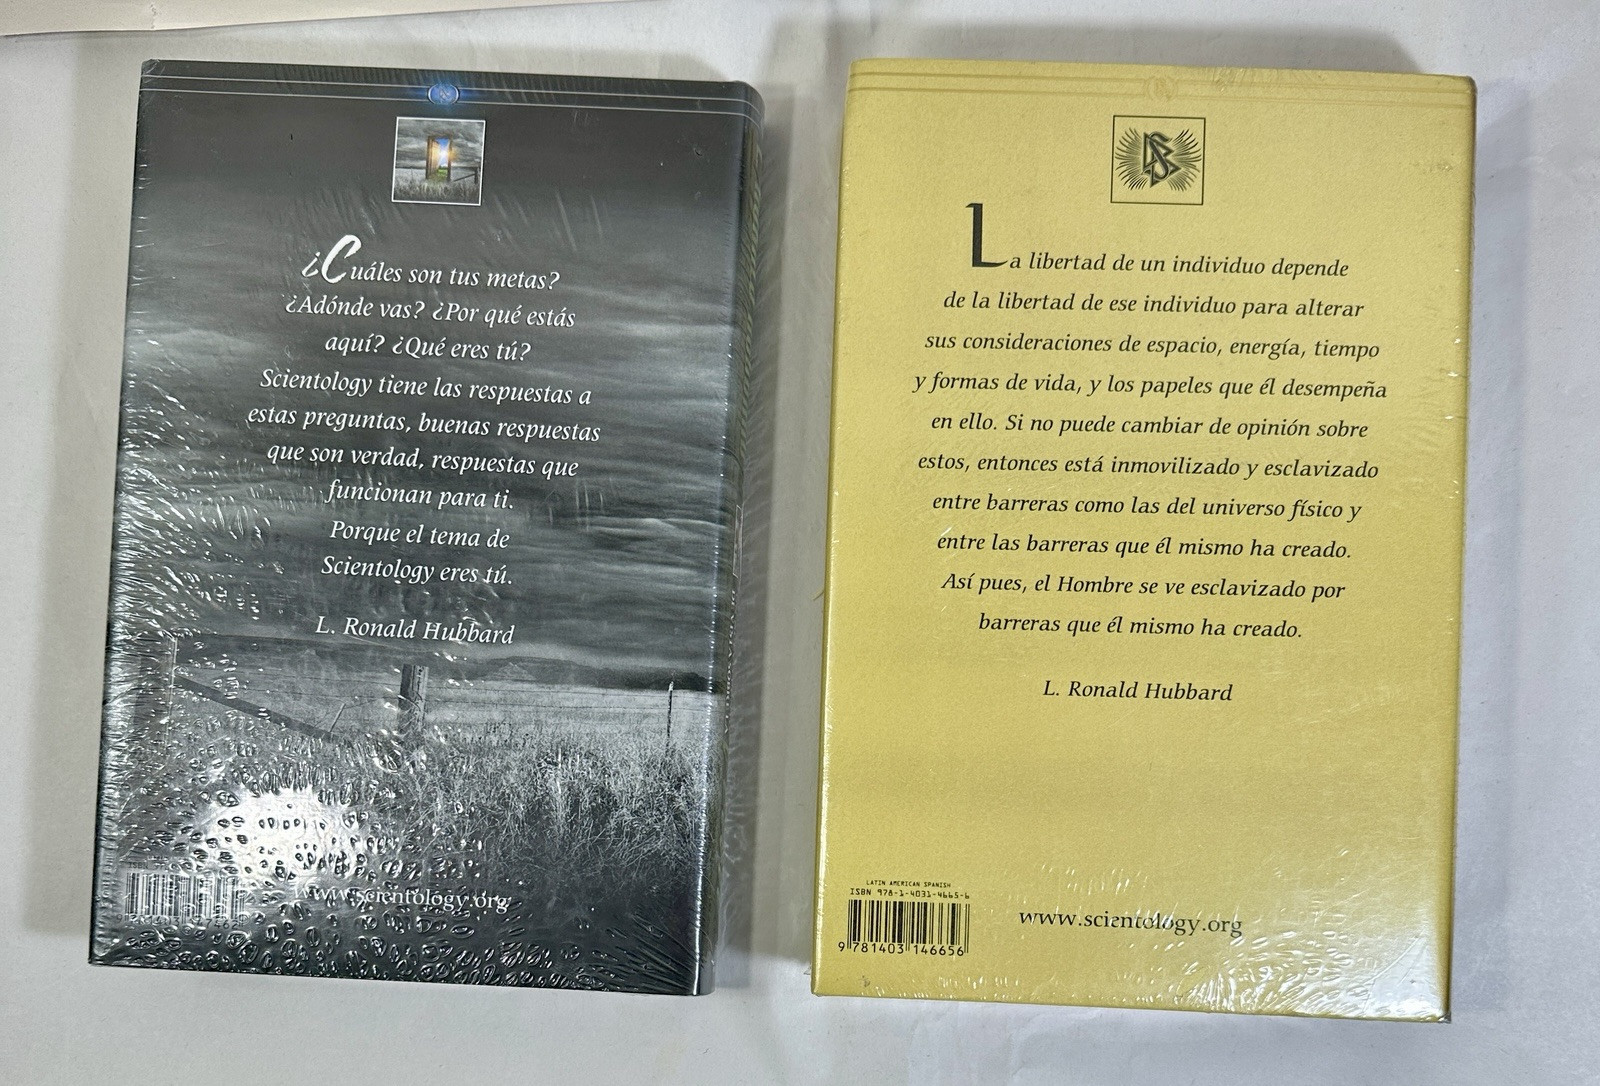 ¿Cuáles son tus metas?
¿Adónde vas? ¿Por qué estás
aquí? ¿Qué eres tú?
Scientology tiene las respuestas a
estas preguntas, buenas respuestas
que son verdad, respuestas que
funcionan para ti.
Porque el tema de
Scientology eres tú.
L. Ronald Hubbard
www.scientology.org
La libertad de un individuo depende
de la libertad de ese individuo para alterar
sus consideraciones de espacio, energía, tiempo
y formas de vida, y los papeles que él desempeña
en ello. Si no puede cambiar de opinión sobre
estos, entonces está inmovilizado y esclavizado
entre barreras como las del universo físico y
entre las barreras que él mismo ha creado.
Así pues, el Hombre se ve esclavizado por
barreras que él mismo ha creado.
L. Ronald Hubbard
LATIN AMERICAN SPANISH
ISBN 978-1-4031-4665-6
9 781403 146656
www.scientology.org